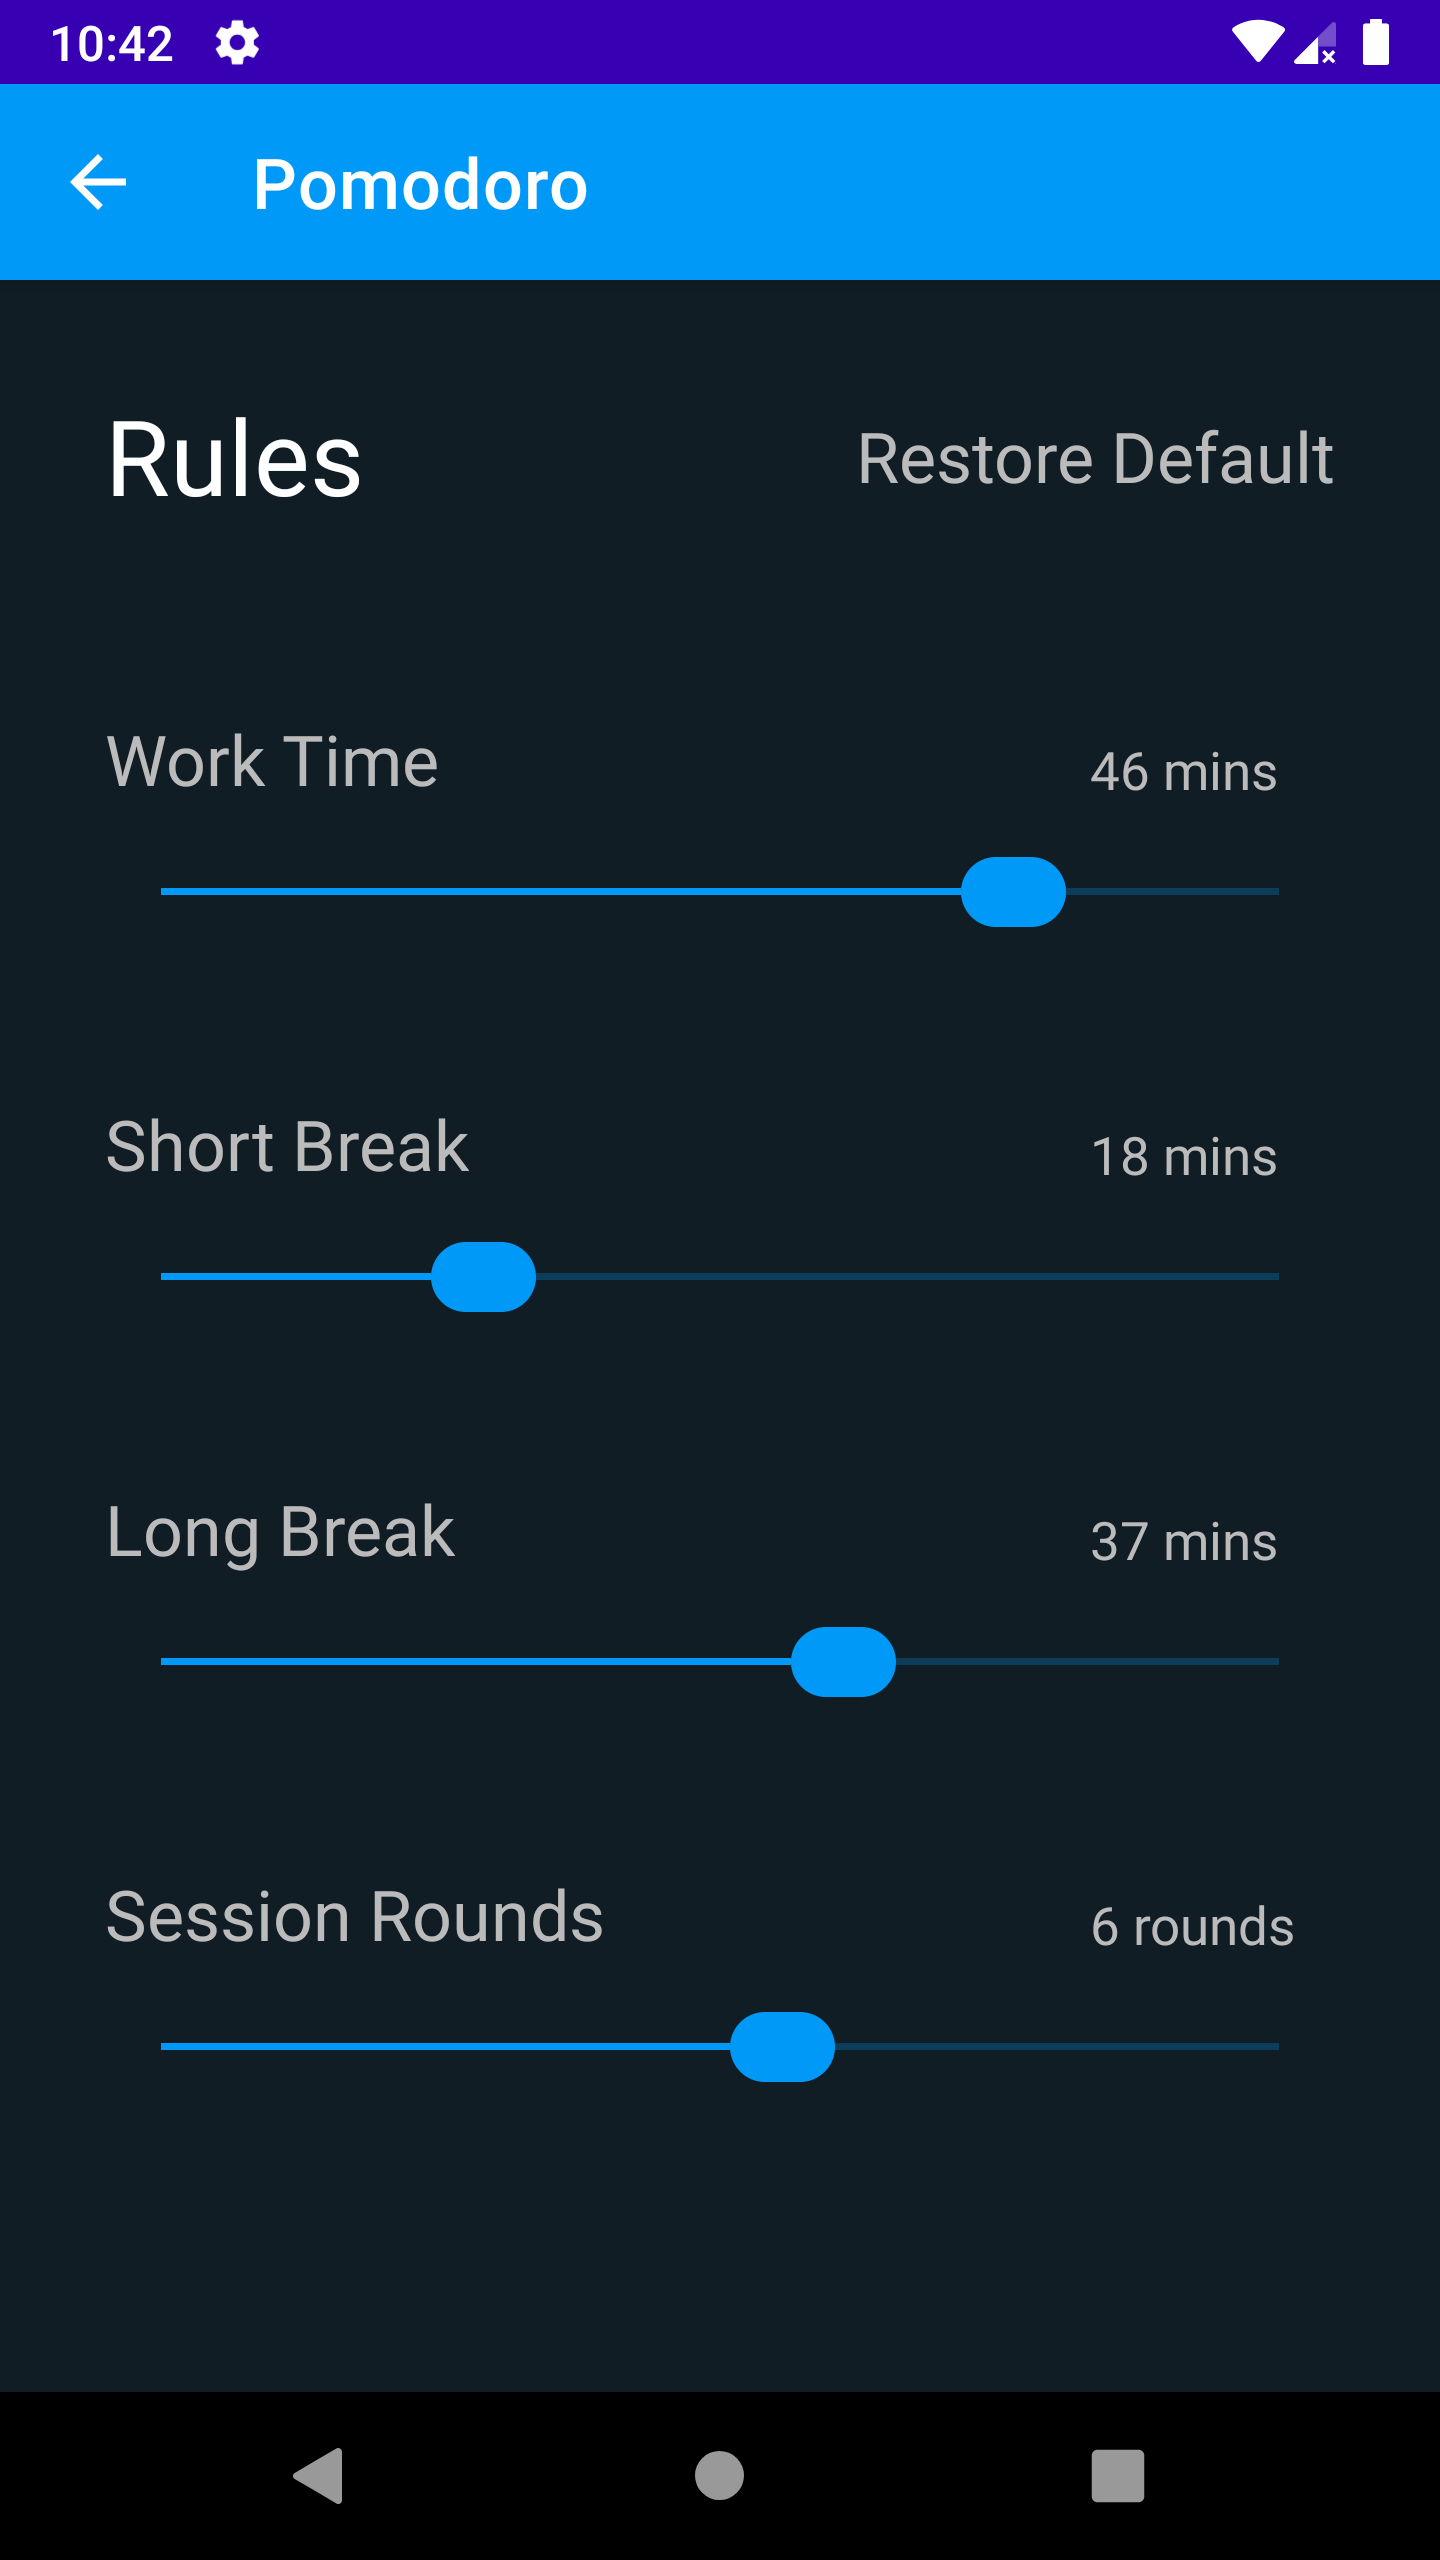 10:42
Pomodoro
Rules
Restore Default
Work Time
46 mins
Short Break
18 mins
Long Break
37 mins
Session Rounds
6 rounds